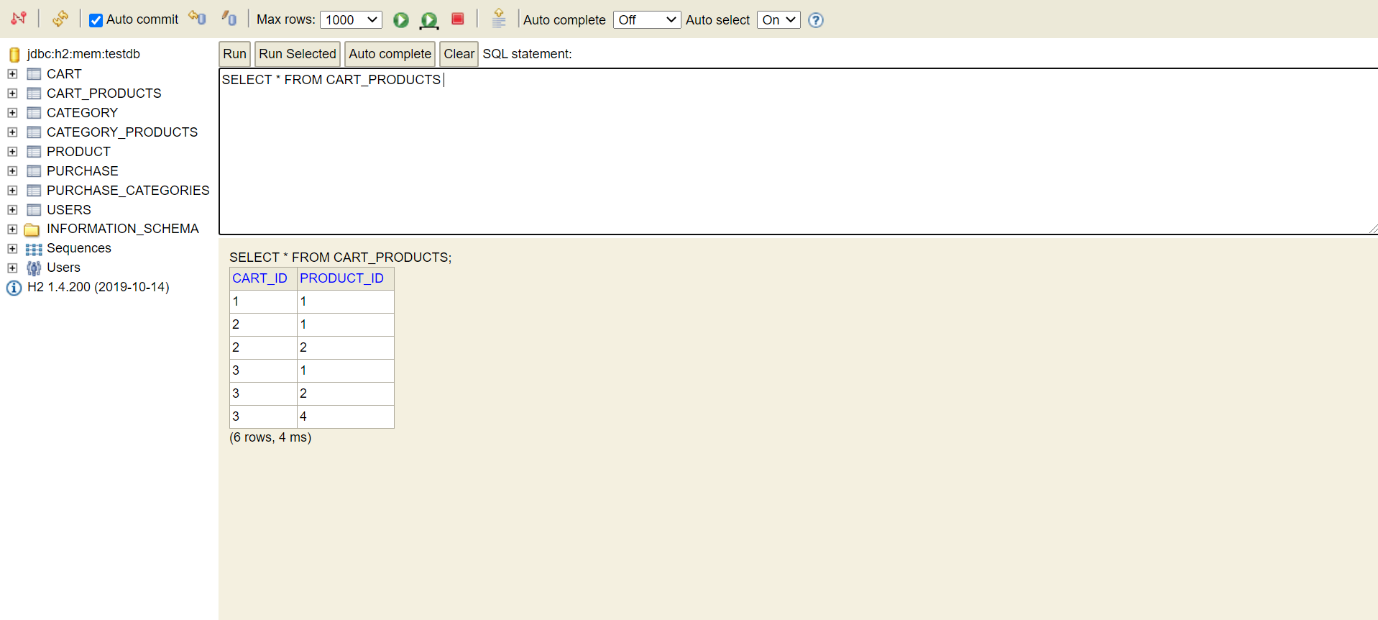 Auto commit Max rows: 1000 Auto complete Off Auto select On ?
jdbc:h2:mem:testdb
CART
CART_PRODUCTS
CATEGORY
CATEGORY_PRODUCTS
PRODUCT
PURCHASE
PURCHASE_CATEGORIES
USERS
INFORMATION_SCHEMA
Sequences
Users
H2 1.4.200 (2019-10-14)
Run Run Selected Auto complete Clear SQL statement:
SELECT * FROM CART_PRODUCTS
SELECT * FROM CART_PRODUCTS;
CART_ID PRODUCT_ID
1 1
2 1
2 2
3 1
3 2
3 4
(6 rows, 4 ms)